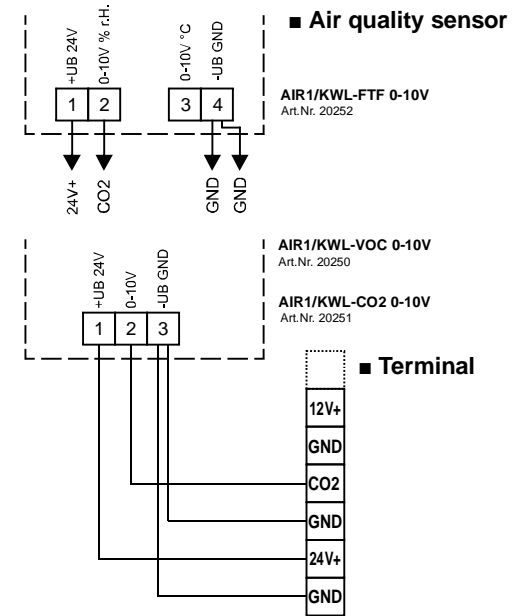 ■ Air quality sensor
+UB 24V
0-10V % r.H.
0-10V °C
-UB GND
1 2 3 4
AIR1/KWL-FTF 0-10V
Art.Nr. 20252
24V+
CO2
GND
GND
+UB 24V
0-10V
-UB GND
AIR1/KWL-VOC 0-10V
Art.Nr. 20250
AIR1/KWL-CO2 0-10V
Art.Nr. 20251
1 2 3
■ Terminal
12V+
GND
CO2
GND
24V+
GND